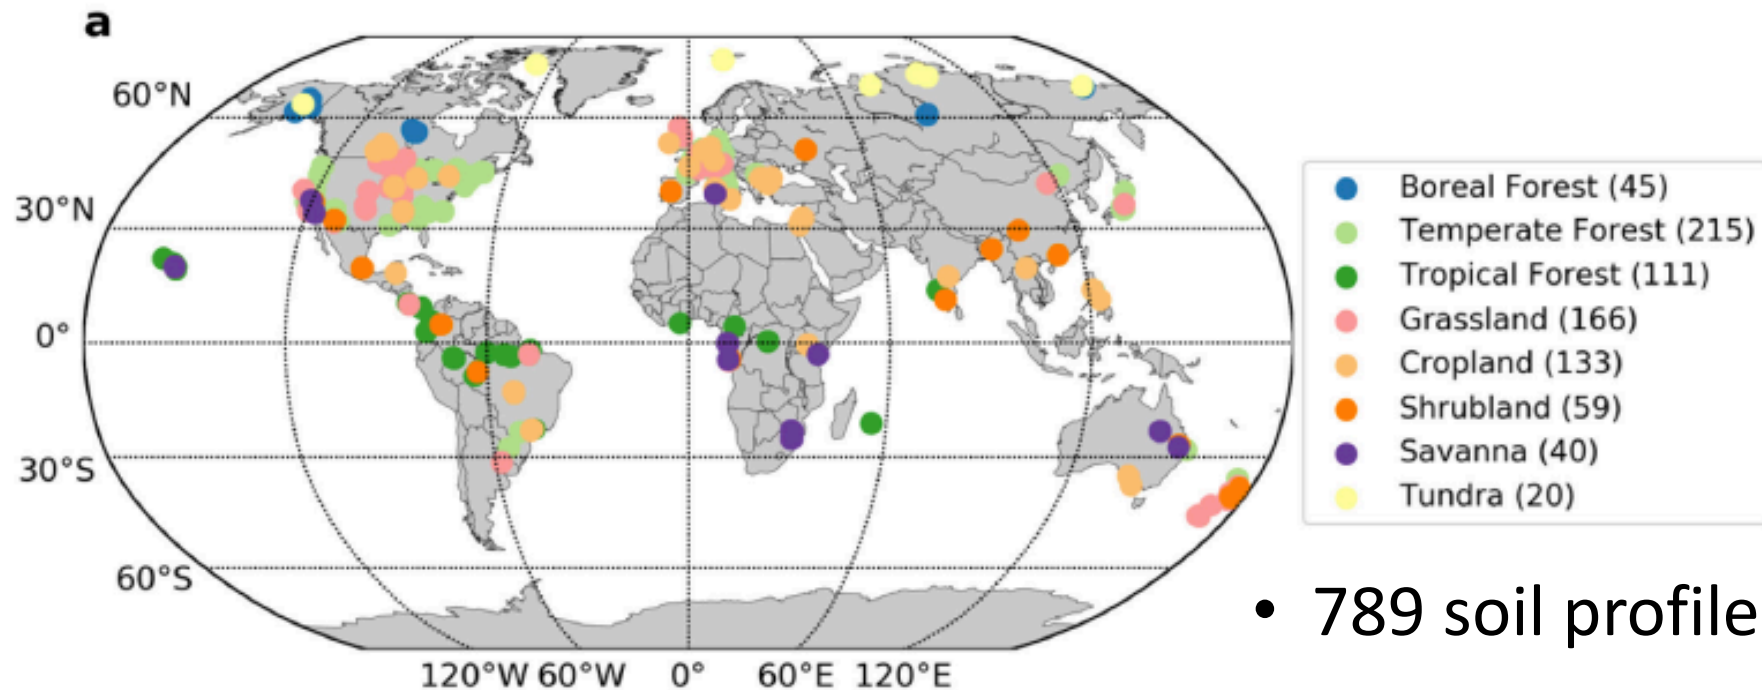 a
60°N
30°N
0°
30°S
60°S
120°W 60°W 0° 60°E 120°E
Boreal Forest (45)
Temperate Forest (215)
Tropical Forest (111)
Grassland (166)
Cropland (133)
Shrubland (59)
Savanna (40)
Tundra (20)
• 789 soil profile